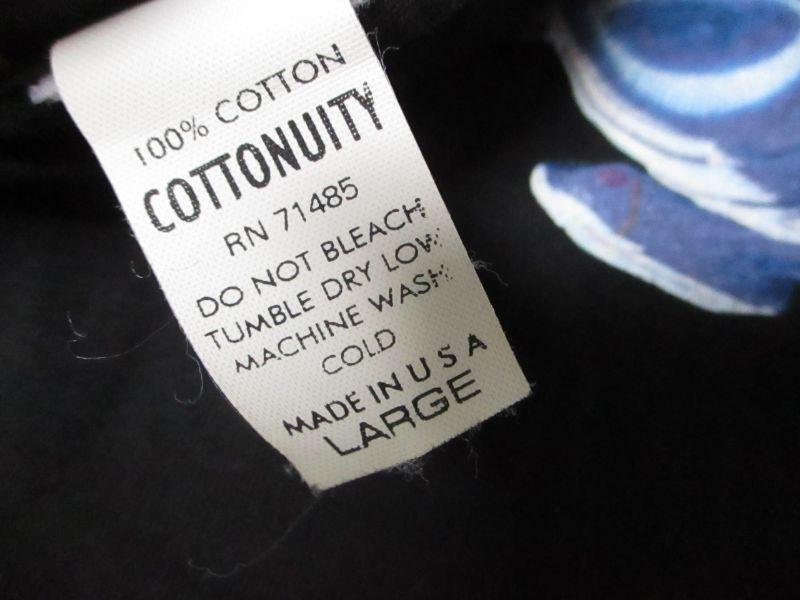 100% COTTON
COTTONUITY
RN 71485
DO NOT BLEACH
TUMBLE DRY LOW
MACHINE WASH
COLD
MADE IN U S A
LARGE